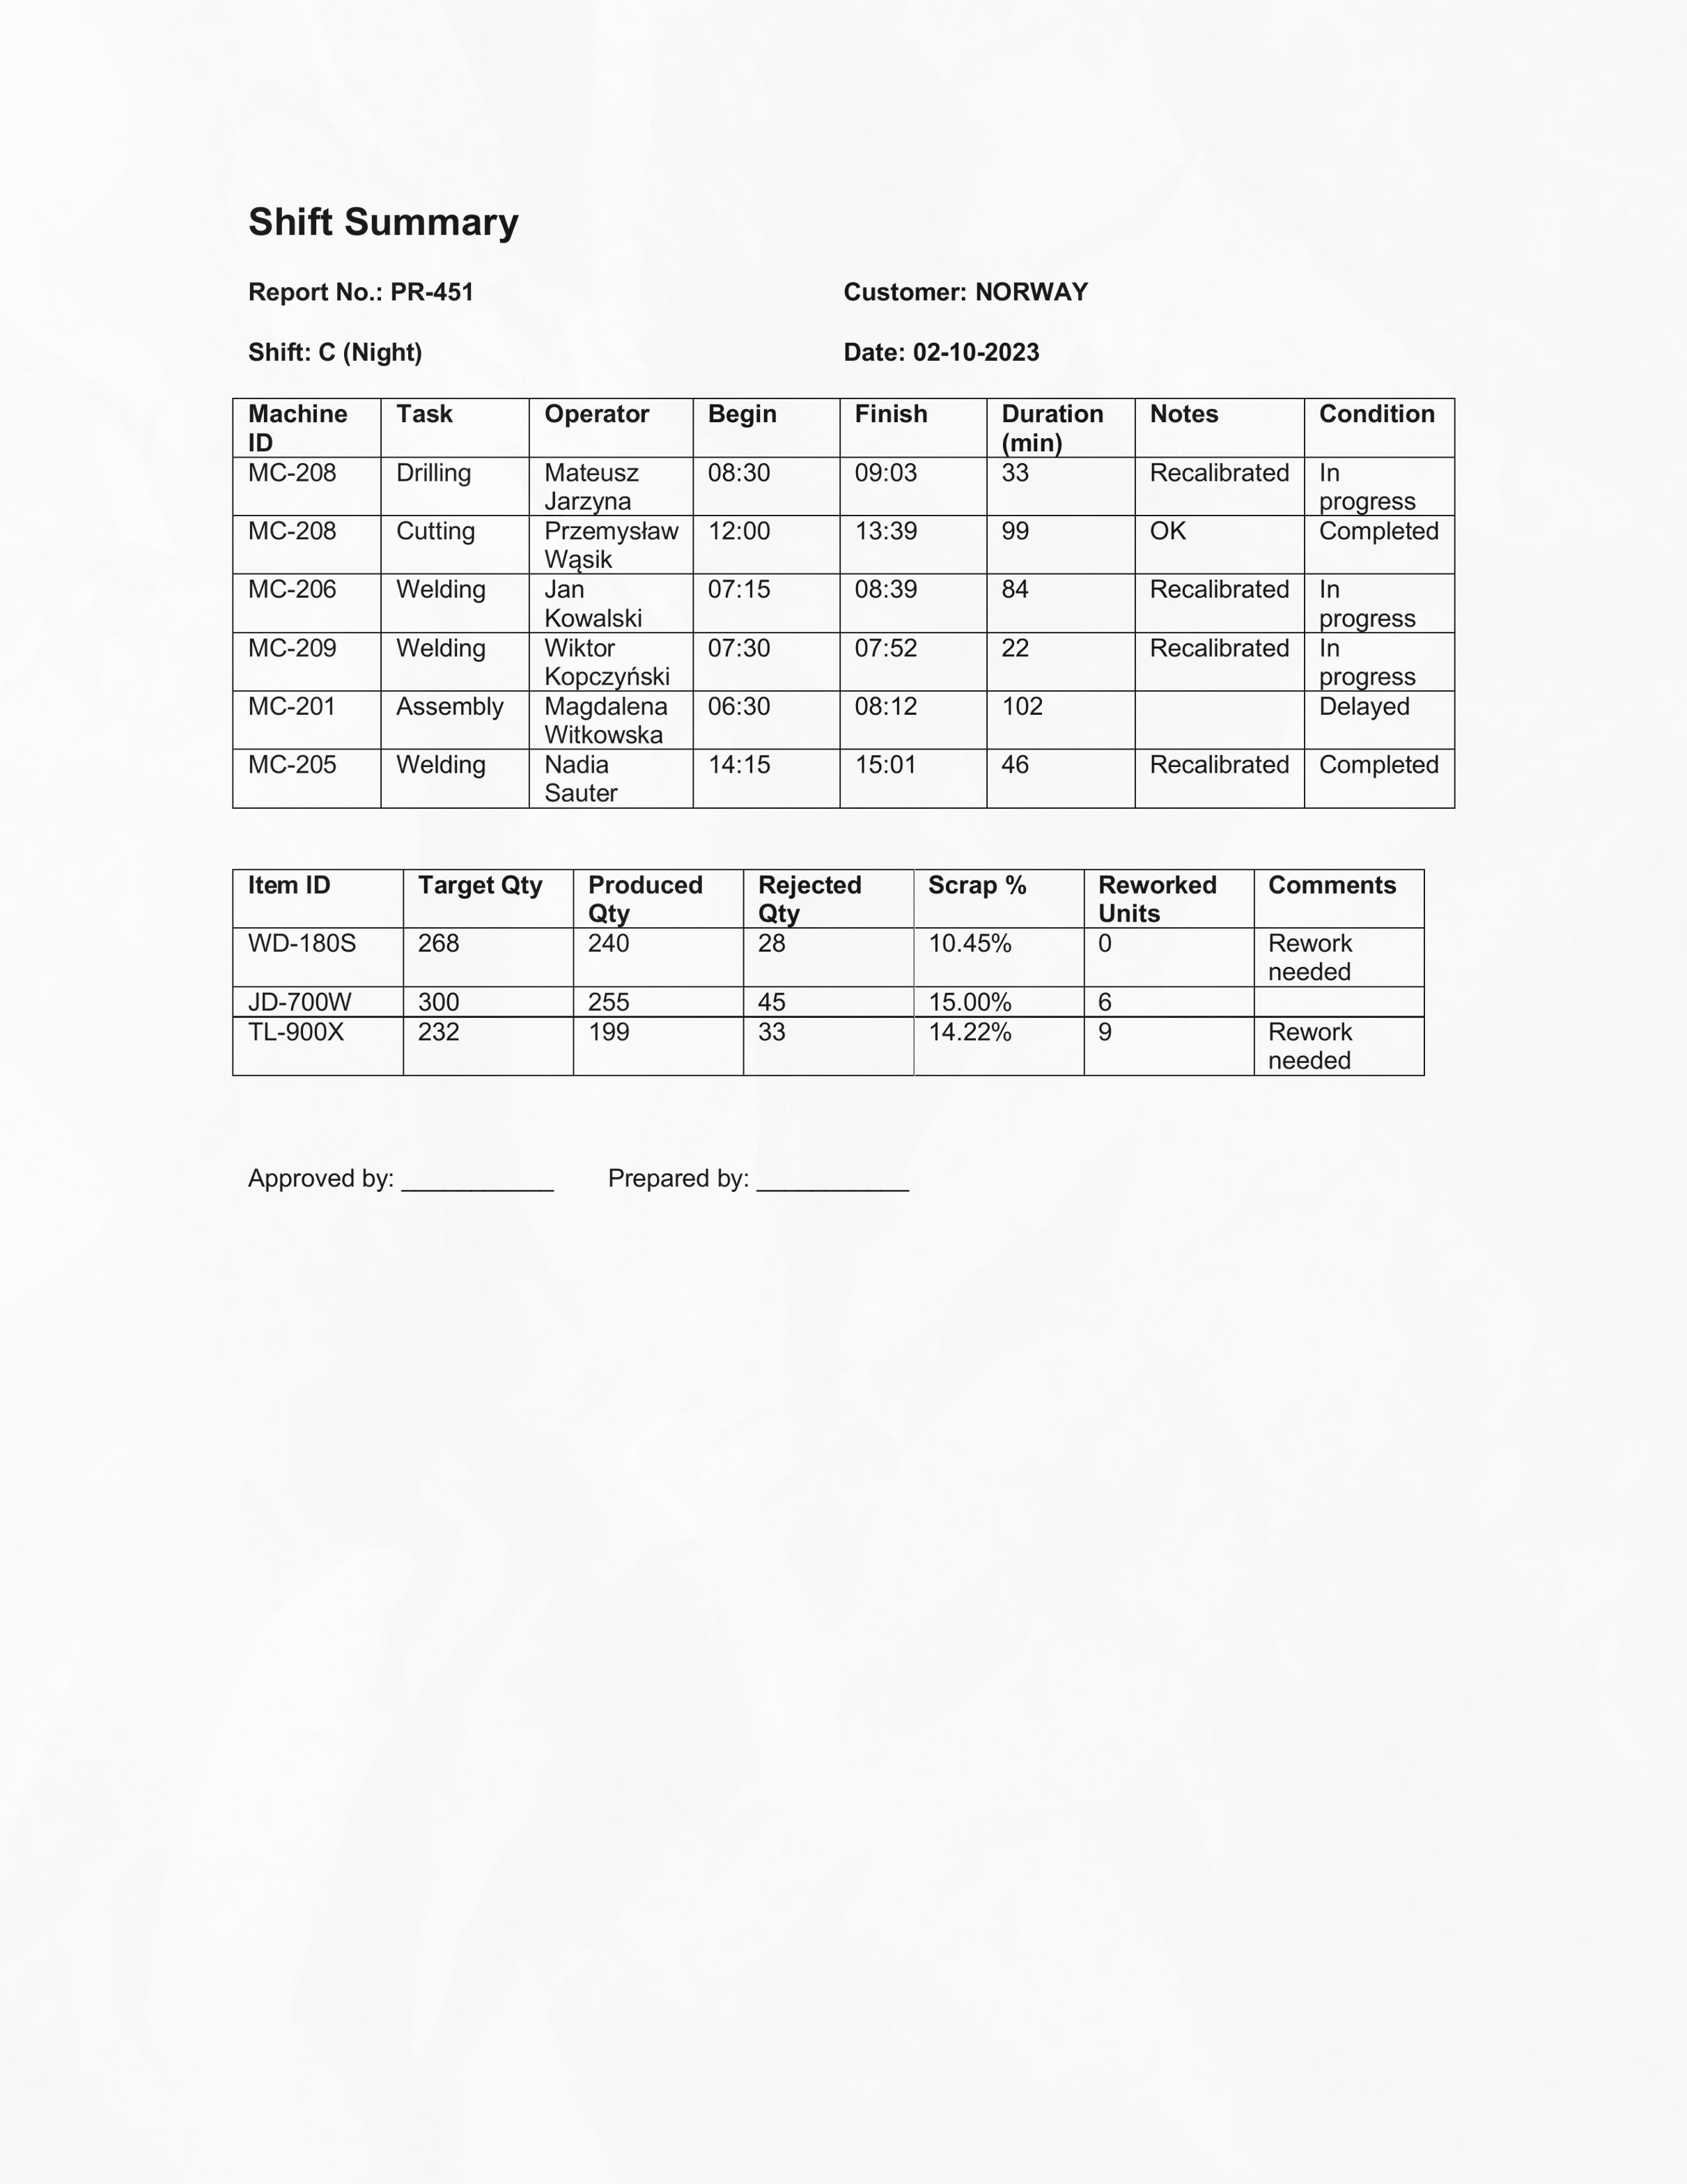 Shift Summary
Report No.: PR-451 Customer: NORWAY
Shift: C (Night) Date: 02-10-2023
Machine ID Task Operator Begin Finish Duration (min) Notes Condition
MC-208 Drilling Mateusz Jarzyna 08:30 09:03 33 Recalibrated In progress
MC-208 Cutting Przemysław Wąsik 12:00 13:39 99 OK Completed
MC-206 Welding Jan Kowalski 07:15 08:39 84 Recalibrated In progress
MC-209 Welding Wiktor Kopczyński 07:30 07:52 22 Recalibrated In progress
MC-201 Assembly Magdalena Witkowska 06:30 08:12 102 Delayed
MC-205 Welding Nadia Sauter 14:15 15:01 46 Recalibrated Completed
Item ID Target Qty Produced Qty Rejected Qty Scrap % Reworked Units Comments
WD-180S 268 240 28 10.45% 0 Rework needed
JD-700W 300 255 45 15.00% 6
TL-900X 232 199 33 14.22% 9 Rework needed
Approved by: ___________ Prepared by: ___________